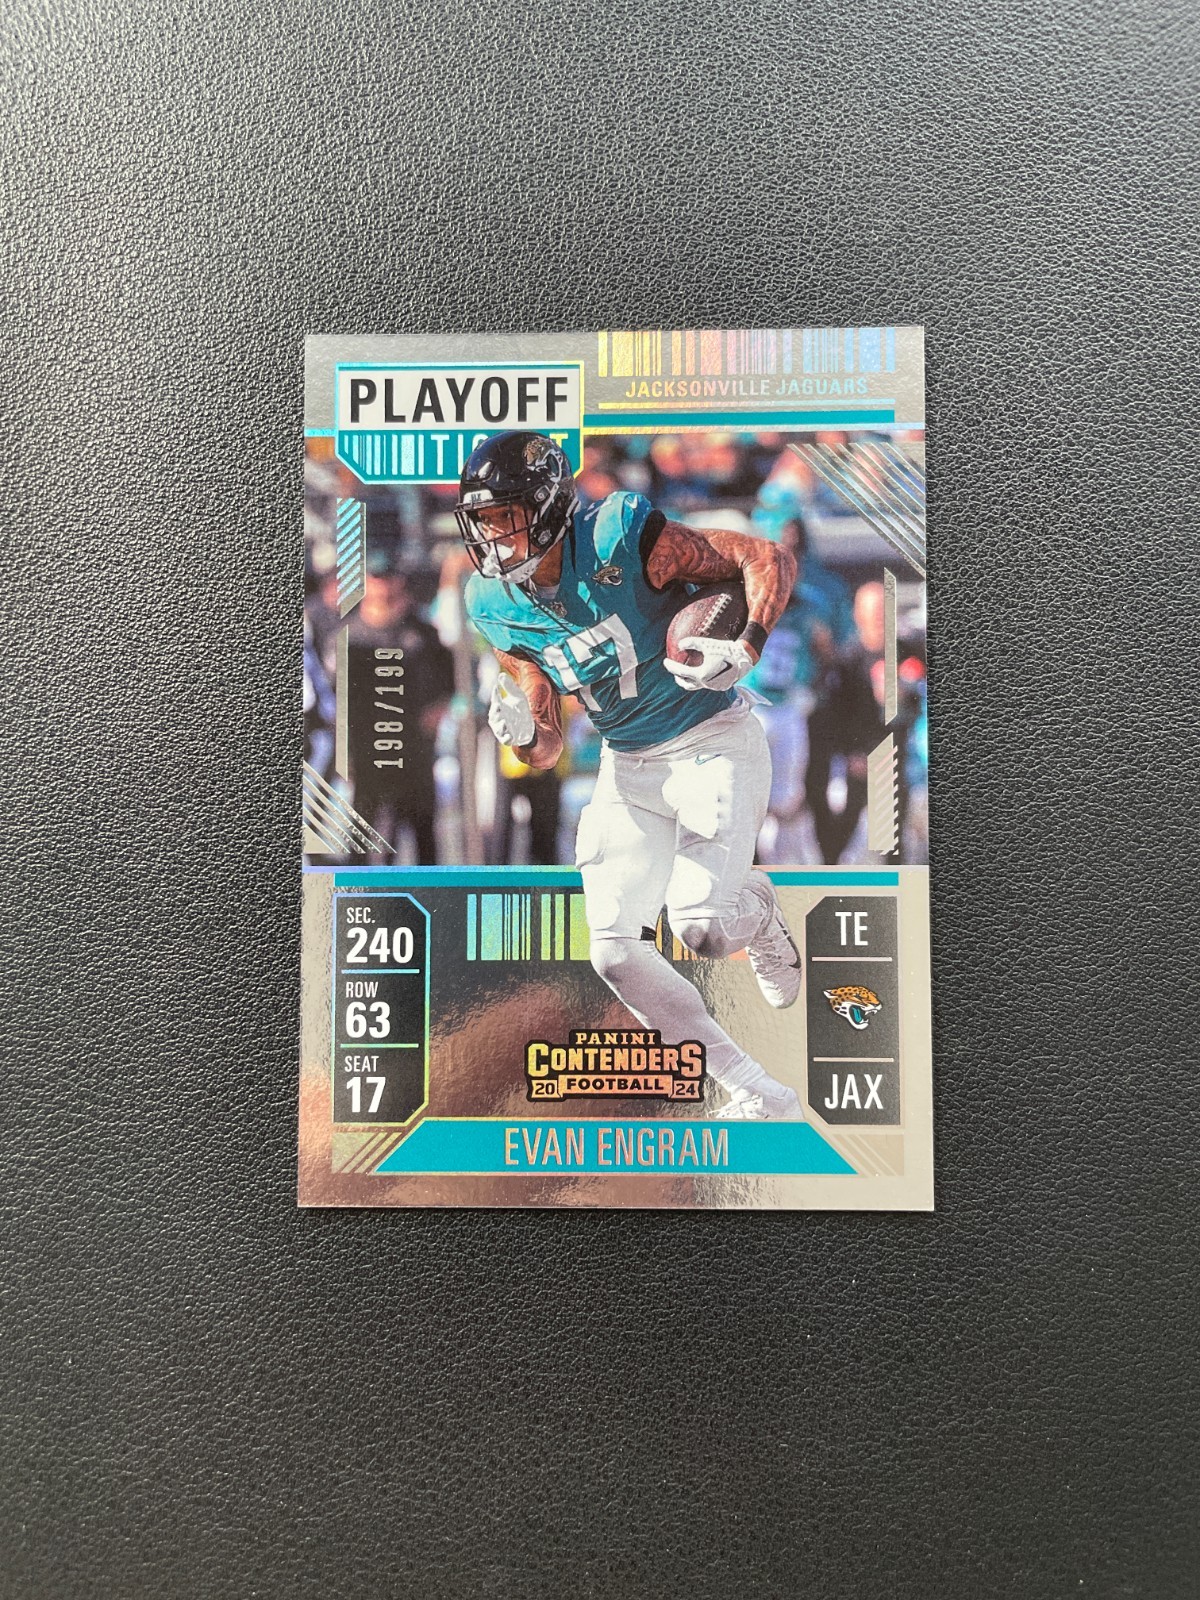 JACKSONVILLE JAGUARS
PLAYOFF
198/199
17
SEC.
240
ROW
63
SEAT
17
TE
JAX
PANINI
CONTENDERS
20 FOOTBALL 24
EVAN ENGRAM